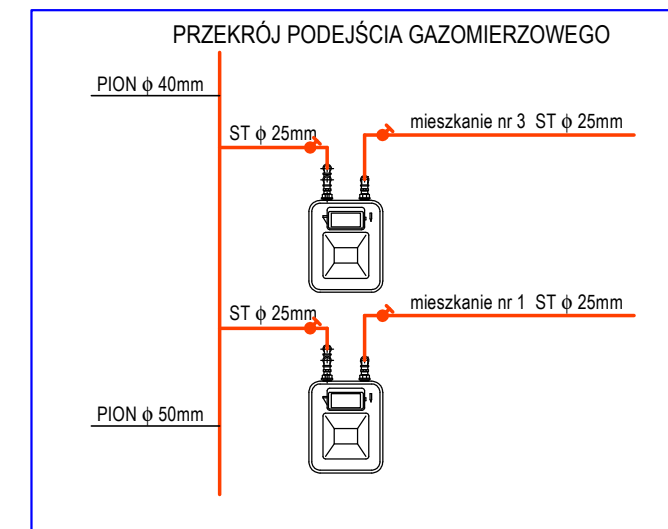 PRZEKRÓJ PODEJŚCIA GAZOMIERZOWEGO
PION ϕ 40mm
ST ϕ 25mm
mieszkanie nr 3 ST ϕ 25mm
ST ϕ 25mm
mieszkanie nr 1 ST ϕ 25mm
PION ϕ 50mm